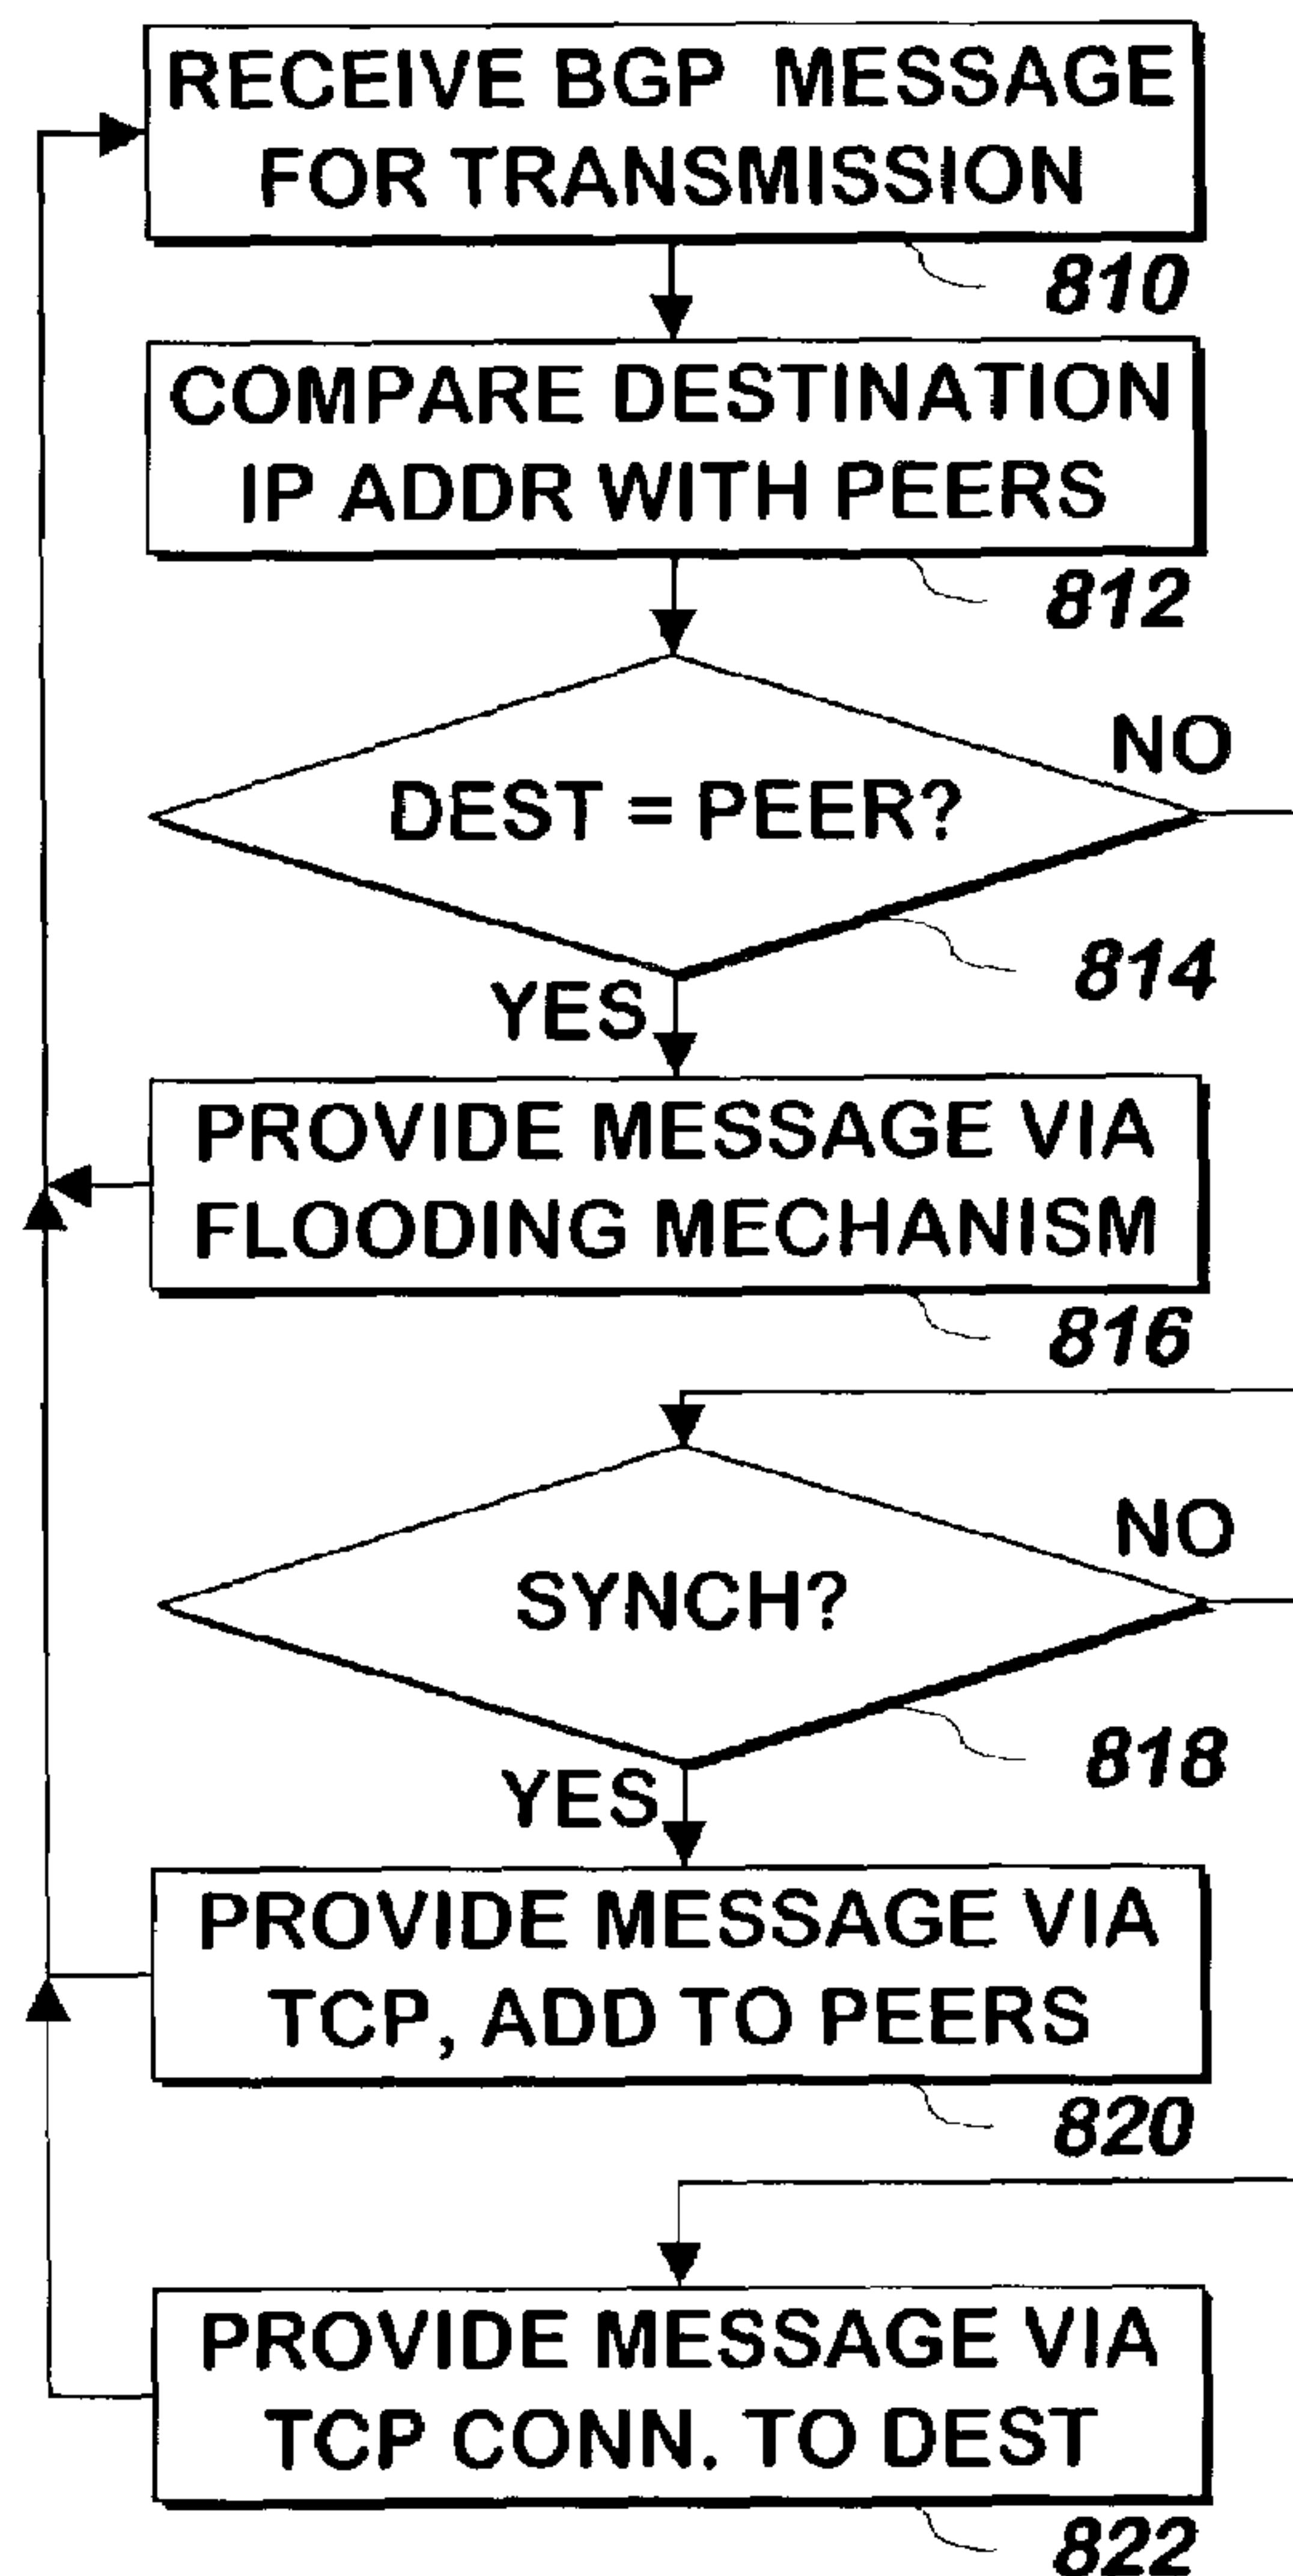 RECEIVE BGP MESSAGE
FOR TRANSMISSION
810
COMPARE DESTINATION
IP ADDR WITH PEERS
812
NO
DEST = PEER?
814
YES
PROVIDE MESSAGE VIA
FLOODING MECHANISM
816
NO
SYNCH?
818
YES
PROVIDE MESSAGE VIA
TCP, ADD TO PEERS
820
PROVIDE MESSAGE VIA
TCP CONN. TO DEST
822